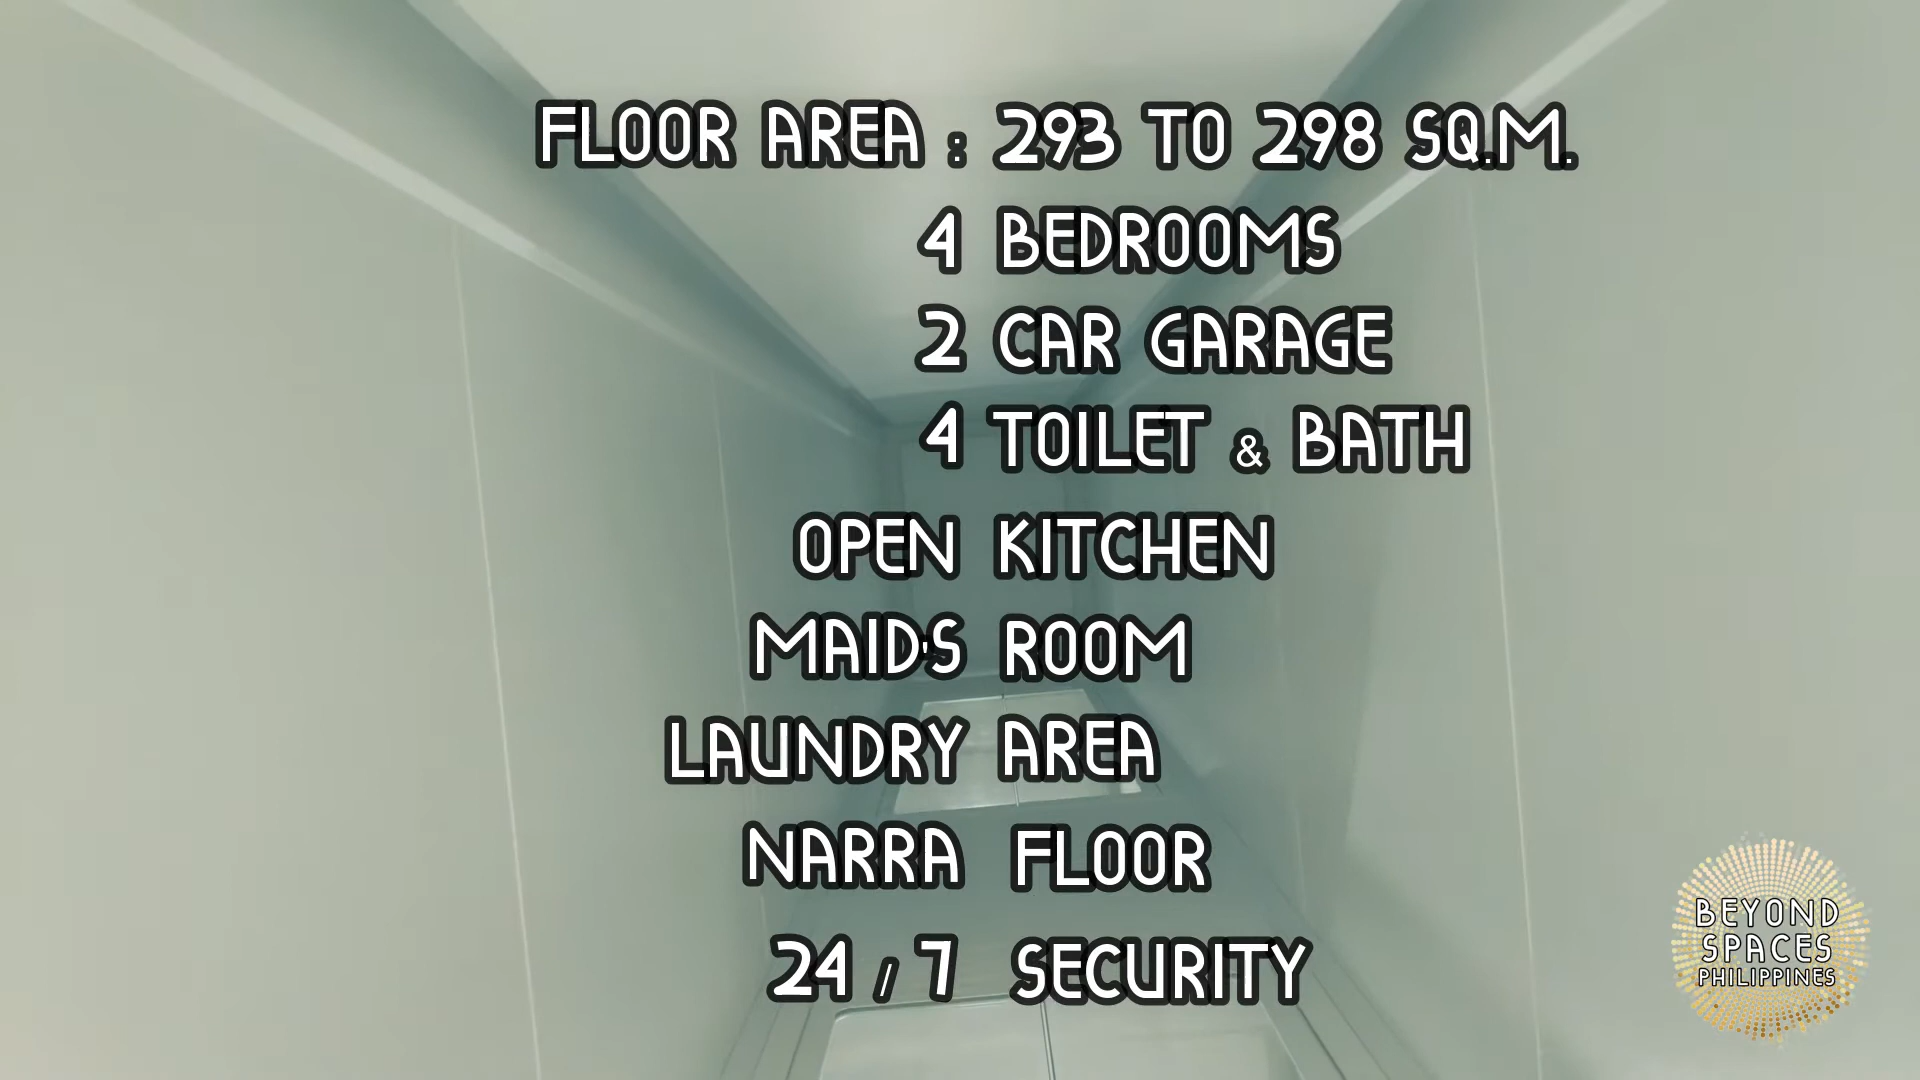 FLOOR AREA : 293 TO 298 SQ.M.
4 BEDROOMS
2 CAR GARAGE
4 TOILET & BATH
OPEN KITCHEN
MAID'S ROOM
LAUNDRY AREA
NARRA FLOOR
24 / 7 SECURITY
BEYOND
SPACES
PHILIPPINES